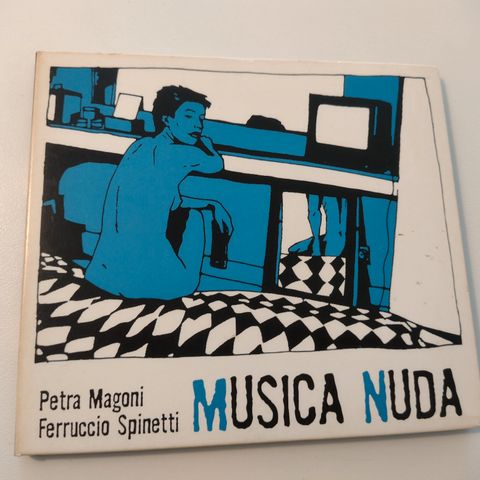 Petra Magoni
Ferruccio Spinetti
MUSICA NUDA